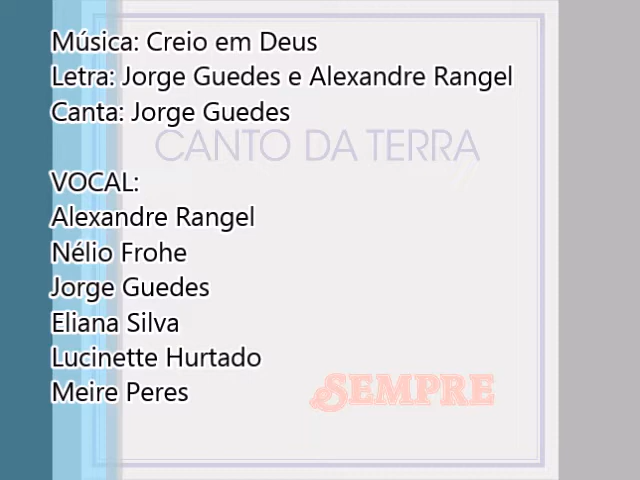 Música: Creio em Deus
Letra: Jorge Guedes e Alexandre Rangel
Canta: Jorge Guedes
CANTO DA TERRA
VOCAL:
Alexandre Rangel
Nélio Frohe
Jorge Guedes
Eliana Silva
Lucinette Hurtado
Meire Peres
SEMPRE